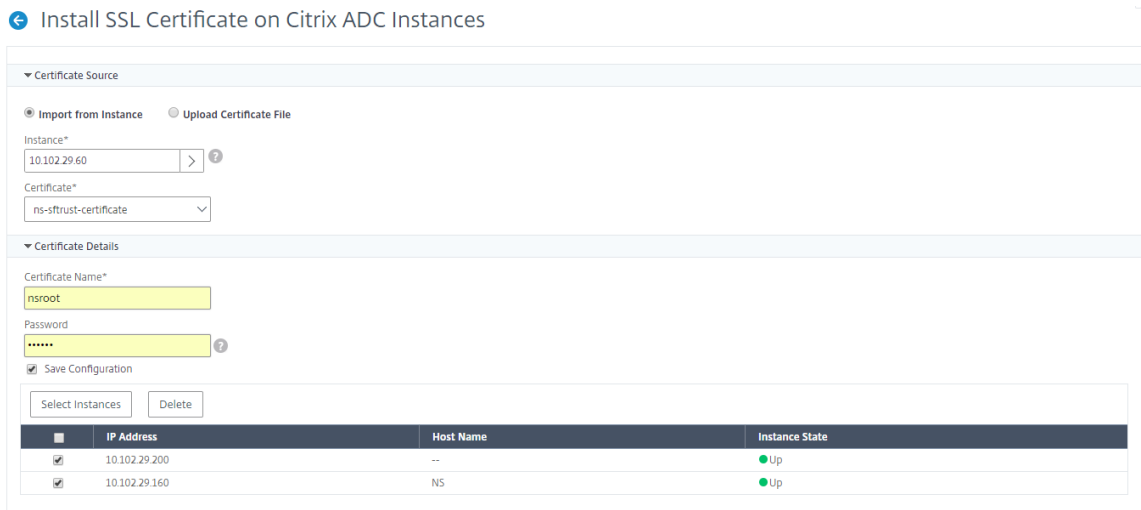 Install SSL Certificate on Citrix ADC Instances
Certificate Source
Import from Instance Upload Certificate File
Instance*
10.102.29.60
Certificate*
ns-sftrust-certificate
Certificate Details
Certificate Name*
nsroot
Password
••••••
Save Configuration
Select Instances Delete
IP Address Host Name Instance State
10.102.29.200 -- Up
10.102.29.160 NS Up